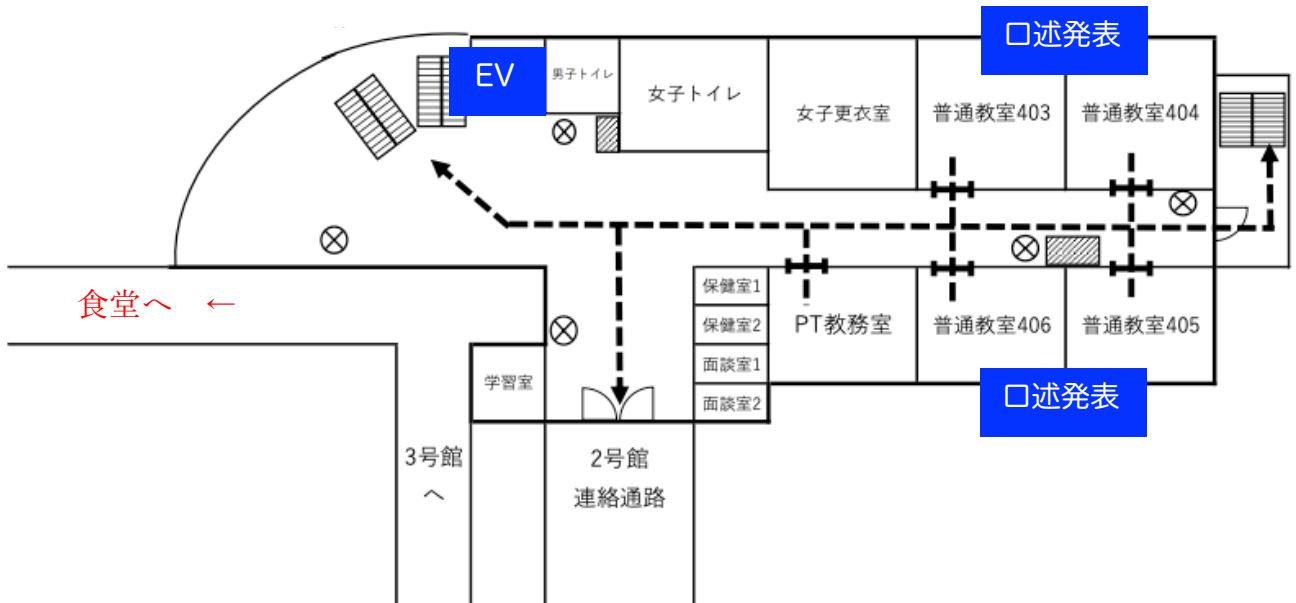 口述発表
EV
男子トイレ
女子トイレ
女子更衣室
普通教室403
普通教室404
食堂へ ←
保健室1
保健室2
面談室1
面談室2
PT教務室
普通教室406
普通教室405
学習室
口述発表
3号館
へ
2号館
連絡通路